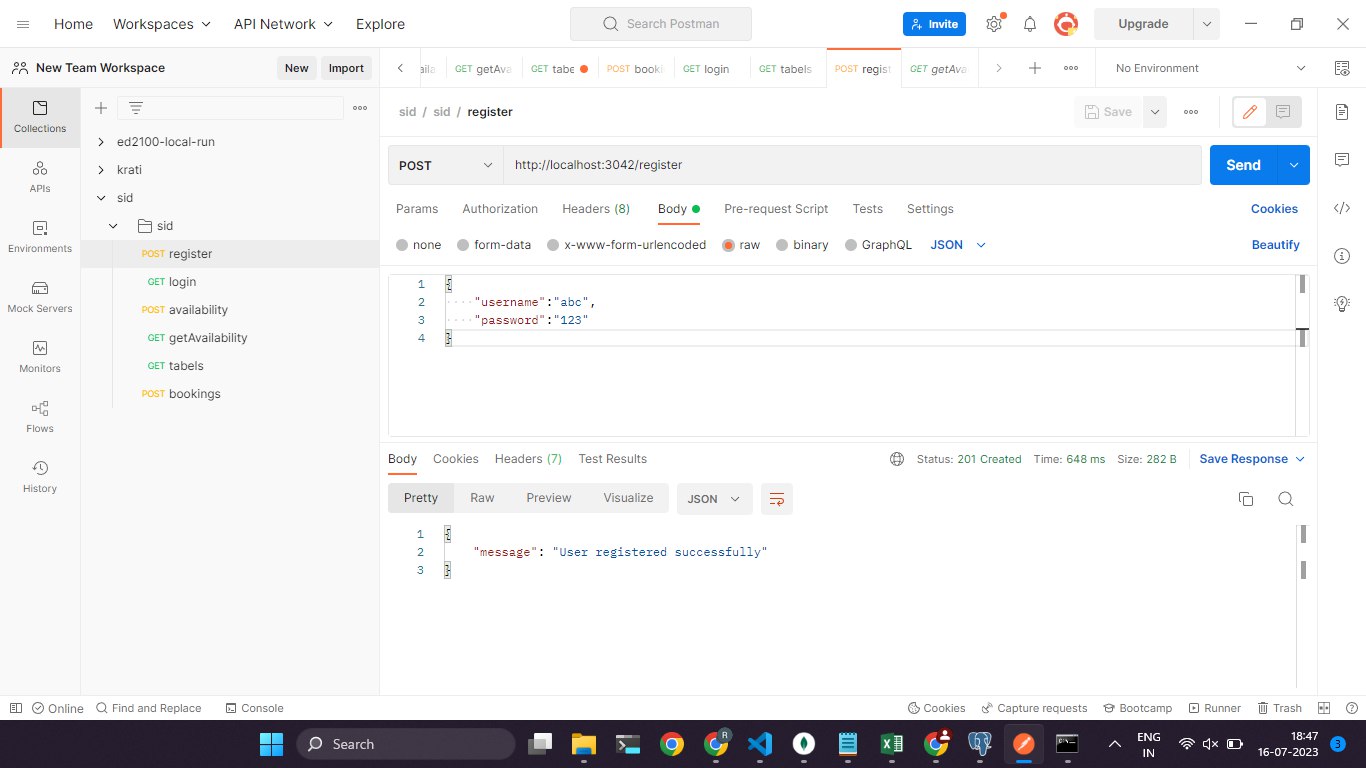 Home Workspaces API Network Explore Search Postman Invite Upgrade
New Team Workspace New Import
GET getAva GET tabe POST book GET login GET tabels POST regist GET getAva No Environment
Collections
APIs
Environments
Mock Servers
Monitors
Flows
History
ed2100-local-run
krati
sid
sid
POST register
GET login
POST availability
GET getAvailability
GET tabels
POST bookings
sid / sid / register Save
POST http://localhost:3042/register Send
Params Authorization Headers (8) Body Pre-request Script Tests Settings Cookies
none form-data x-www-form-urlencoded raw binary GraphQL JSON Beautify
1 {
2 ····"username":"abc",
3 ····"password":"123"
4 }
Body Cookies Headers (7) Test Results Status: 201 Created Time: 648 ms Size: 282 B Save Response
Pretty Raw Preview Visualize JSON
1 {
2 "message": "User registered successfully"
3 }
Online Find and Replace Console Cookies Capture requests Bootcamp Runner Trash
Search R ENG IN 18:47 16-07-2023 3